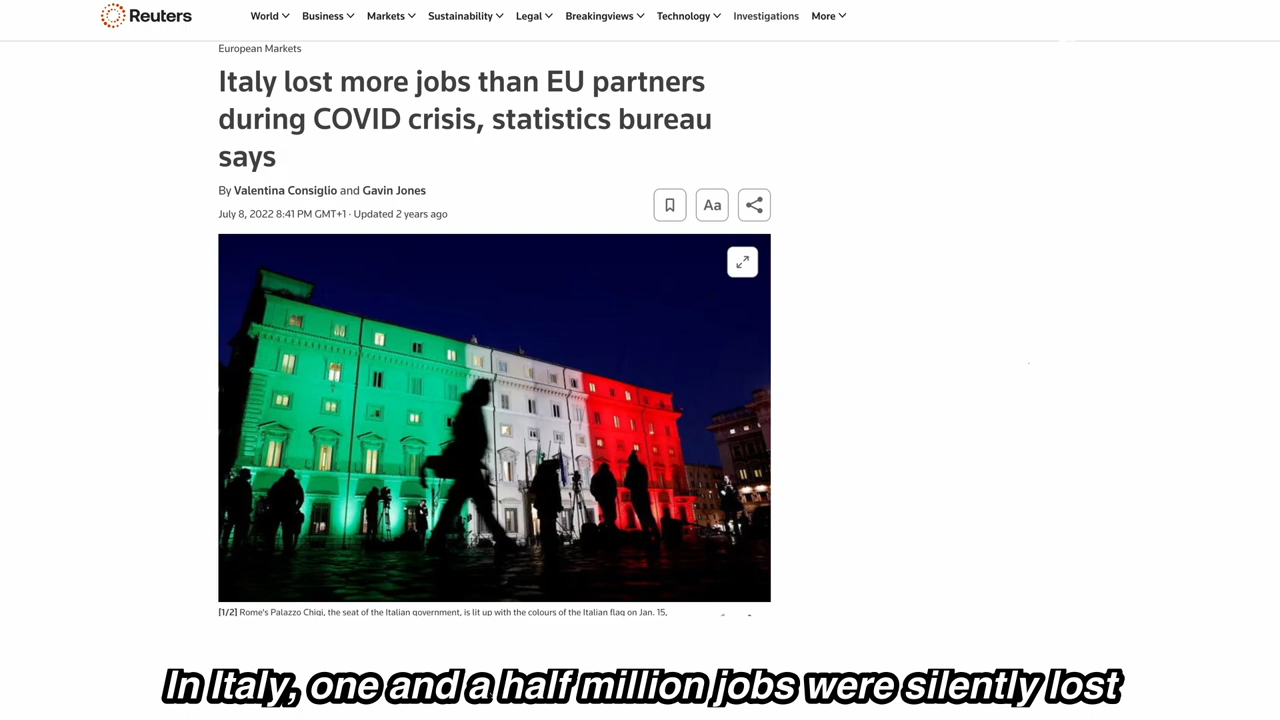 Reuters
World Business Markets Sustainability Legal Breakingviews Technology Investigations More
European Markets
Italy lost more jobs than EU partners
during COVID crisis, statistics bureau
says
By Valentina Consiglio and Gavin Jones
Aa
July 8, 2022 8:41 PM GMT+1 · Updated 2 years ago
[1/2] Rome's Palazzo Chigi, the seat of the Italian government, is lit up with the colours of the Italian flag on Jan. 15,
In Italy, one and a half million jobs were silently lost